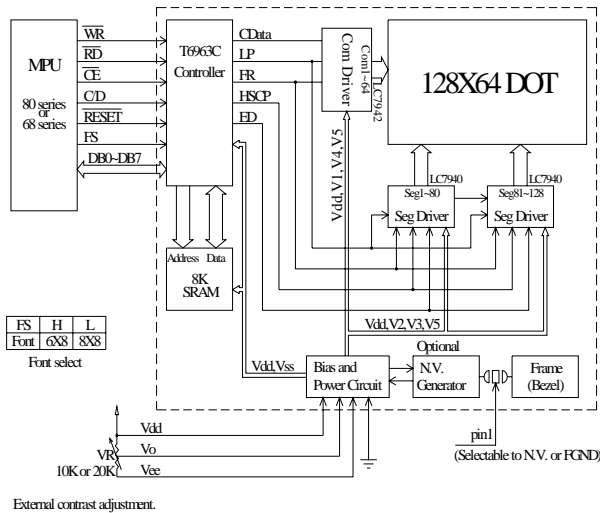 MPU
80 series
or
68 series
WR
RD
CE
C/D
RESET
FS
DB0~DB7
T6963C
Controller
CData
LP
FR
HSCP
ED
Com Driver
Com1~64
LC7942
128X64 DOT
Vdd,V1,V4,V5
LC7940
Seg1~80
Seg Driver
LC7940
Seg81~128
Seg Driver
Address Data
8K
SRAM
Vdd,V2,V3,V5
FS H L
Font 6X8 8X8
Font select
Vdd,Vss
Bias and
Power Circuit
Optional
N.V.
Generator
Frame
(Bezel)
pin1
(Selectable to N.V. or FGND)
Vdd
Vo
VR
10K or 20K
Vee
External contrast adjustment.